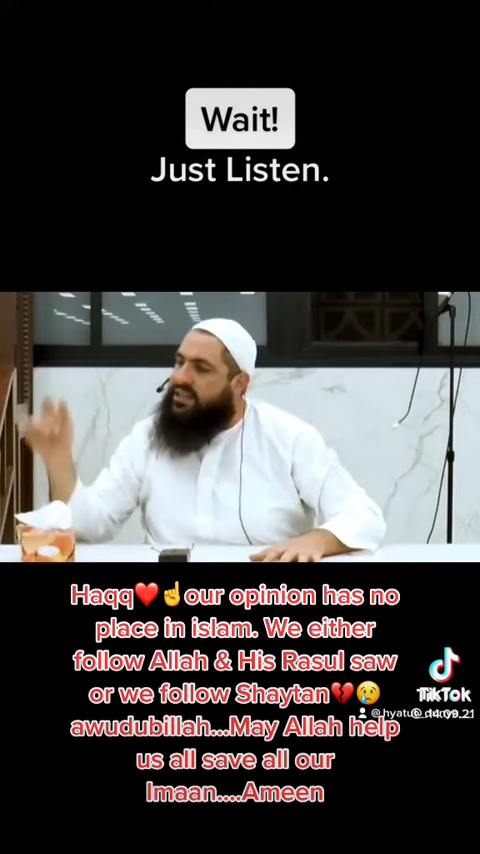 Wait!
Just Listen.
Haqq❤️☝️our opinion has no
place in islam. We either
follow Allah & His Rasul saw
or we follow Shaytan💔😢
awudubillah...May Allah help
us all save all our
Imaan....Ameen
TikTok